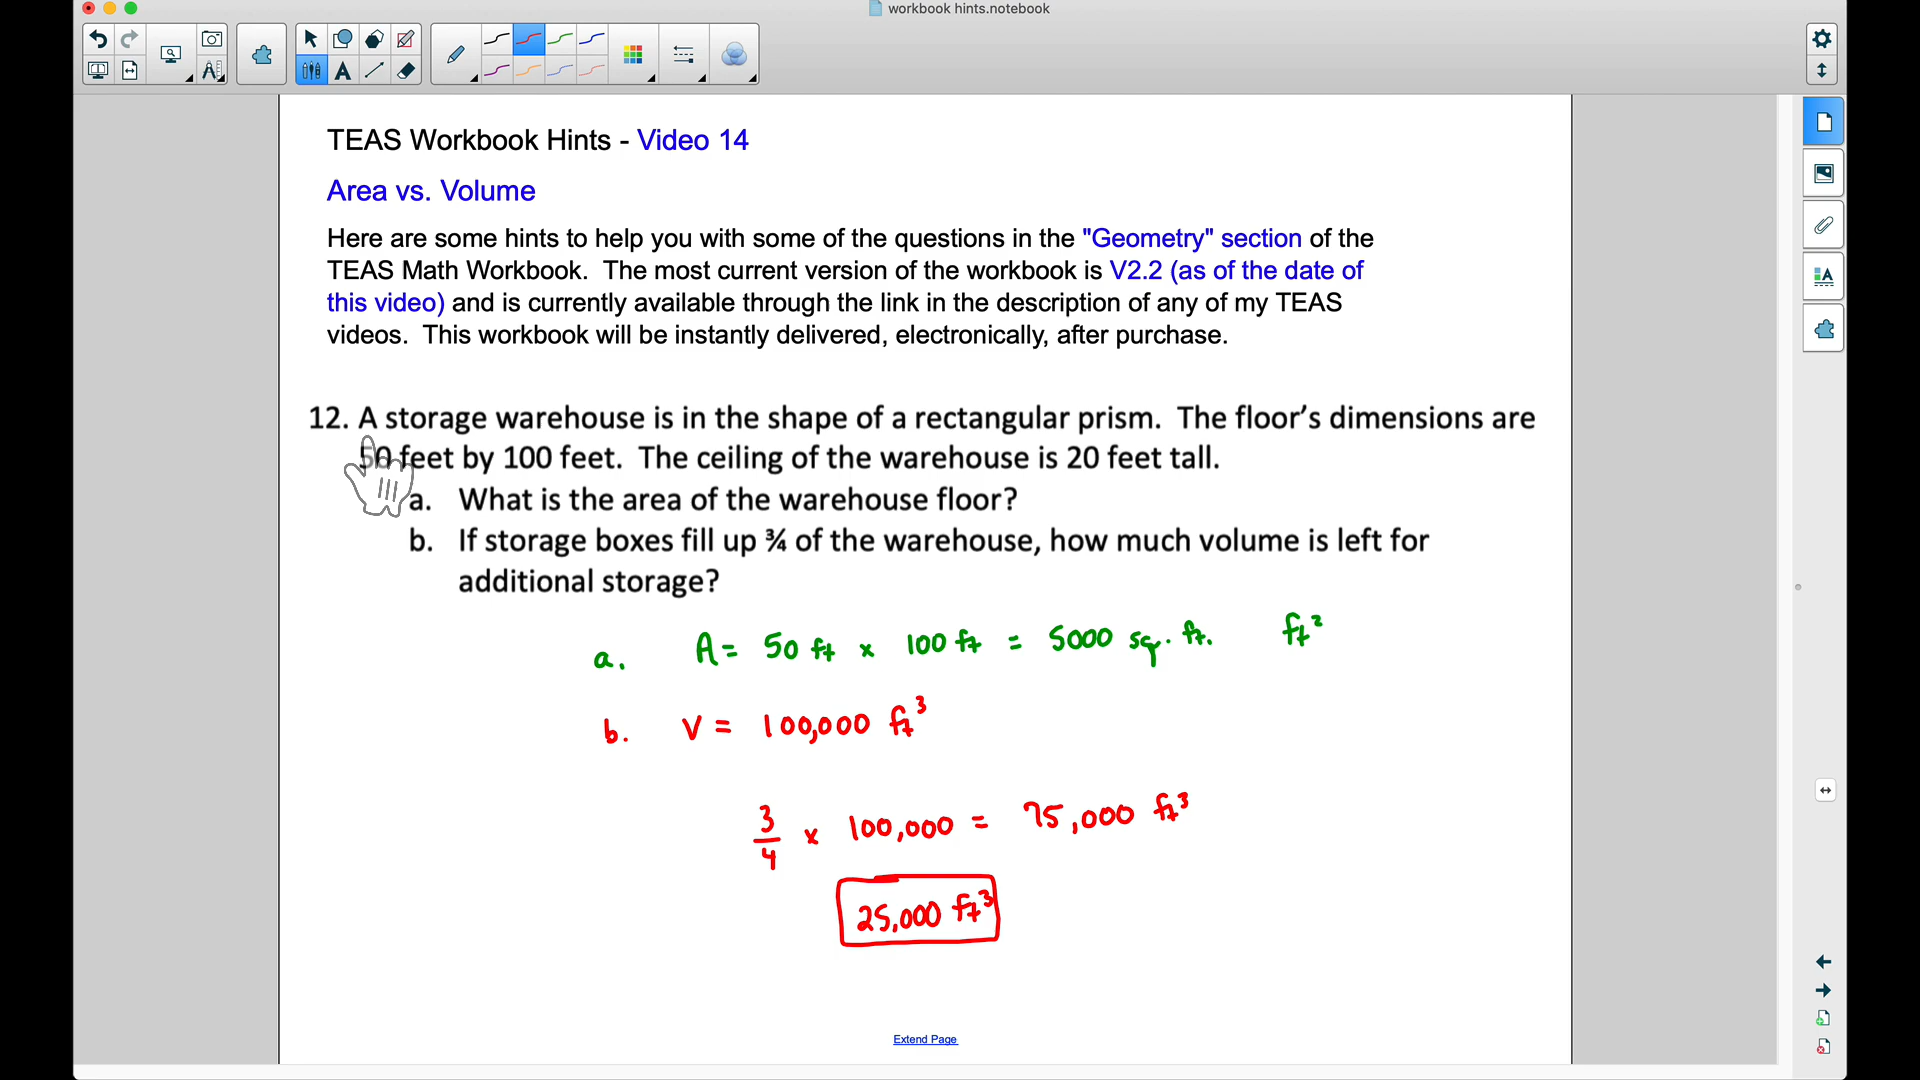 workbook hints.notebook
TEAS Workbook Hints - Video 14
Area vs. Volume
Here are some hints to help you with some of the questions in the "Geometry" section of the
TEAS Math Workbook. The most current version of the workbook is V2.2 (as of the date of
this video) and is currently available through the link in the description of any of my TEAS
videos. This workbook will be instantly delivered, electronically, after purchase.
12. A storage warehouse is in the shape of a rectangular prism. The floor's dimensions are
50 feet by 100 feet. The ceiling of the warehouse is 20 feet tall.
a. What is the area of the warehouse floor?
b. If storage boxes fill up ¾ of the warehouse, how much volume is left for
additional storage?
a. A = 50 ft x 100 ft = 5000 sq. ft. ft²
b. V = 100,000 ft³
3/4 x 100,000 = 75,000 ft³
25,000 ft³
Extend Page